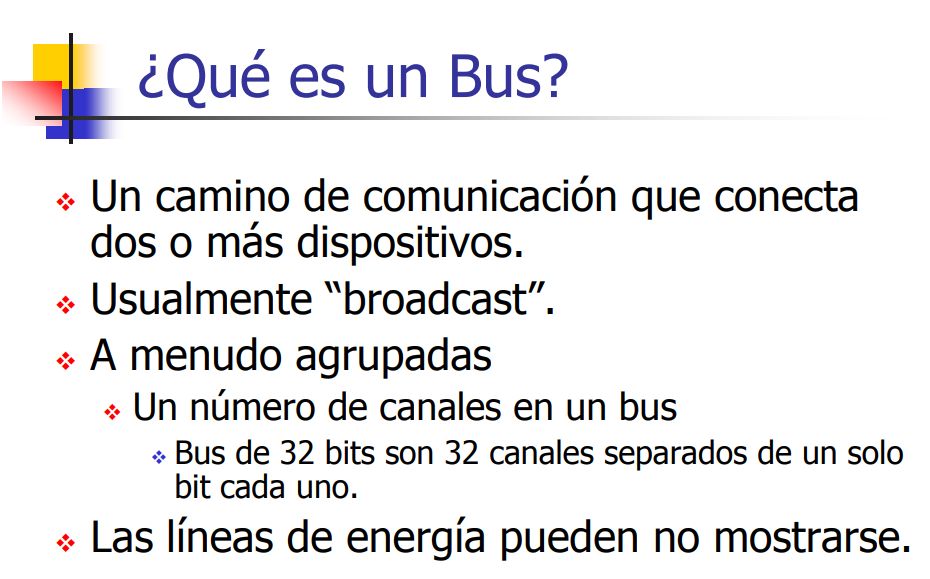 ¿Qué es un Bus?
Un camino de comunicación que conecta
dos o más dispositivos.
Usualmente “broadcast”.
A menudo agrupadas
Un número de canales en un bus
Bus de 32 bits son 32 canales separados de un solo
bit cada uno.
Las líneas de energía pueden no mostrarse.